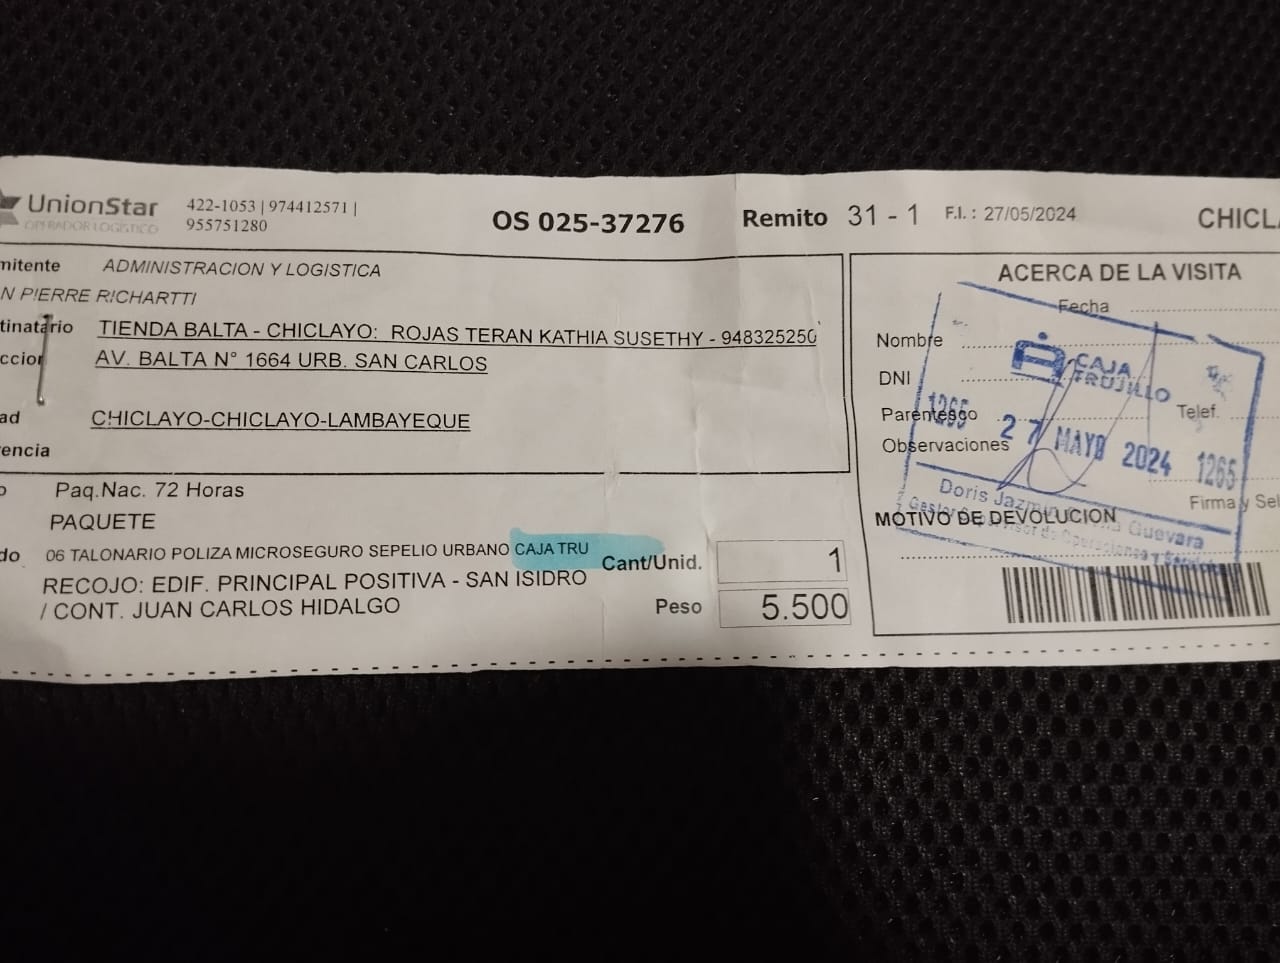 UnionStar
OPERADOR LOGISTICO
422-1053 | 974412571 |
955751280
OS 025-37276
Remito 31 - 1 F.I. : 27/05/2024
CHICLA
mitente ADMINISTRACION Y LOGISTICA
N PIERRE RICHARTTI
tinatario TIENDA BALTA - CHICLAYO: ROJAS TERAN KATHIA SUSETHY - 948325250
ccion AV. BALTA N° 1664 URB. SAN CARLOS
ad CHICLAYO-CHICLAYO-LAMBAYEQUE
encia
o Paq.Nac. 72 Horas
PAQUETE
do 06 TALONARIO POLIZA MICROSEGURO SEPELIO URBANO CAJA TRU
RECOJO: EDIF. PRINCIPAL POSITIVA - SAN ISIDRO
/ CONT. JUAN CARLOS HIDALGO
Cant/Unid. 1
Peso 5.500
ACERCA DE LA VISITA
Fecha
Nombre
DNI
Parentesco
Telef.
Observaciones
Firma y Sel
MOTIVO DE DEVOLUCION
CAJA
TRUJILLO
1265 27 MAYO 2024 1265
Doris Jazmin Guevara